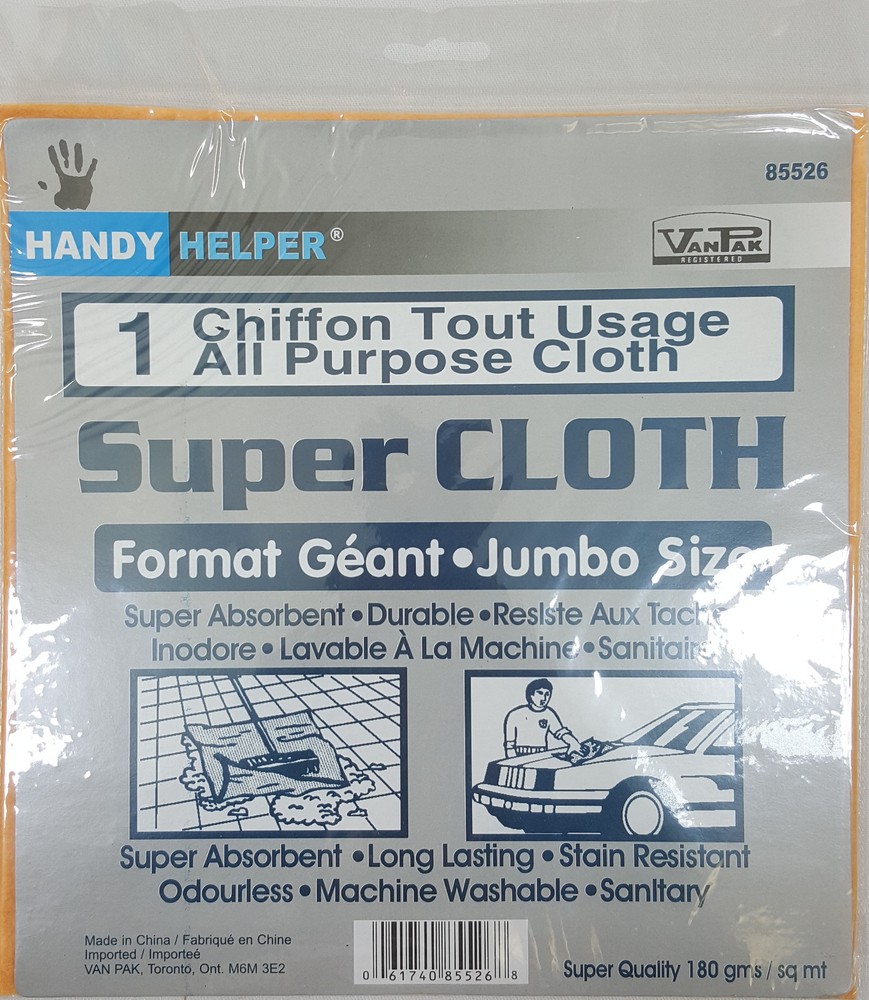 85526
HANDY HELPER®
VANPAK
REGISTERED
1 Chiffon Tout Usage
All Purpose Cloth
Super CLOTH
Format Géant • Jumbo Size
Super Absorbent • Durable • ResIste Aux
Inodore • Lavable À La Machine • Sanitaire
Super Absorbent • Long Lasting • Stain Resistant
Odourless • Machine Washable • SanItary
Made in China / Fabriqué en Chine
Imported / Importeé
VAN PAK, Toronto, Ont. M6M 3E2
0 61740 85526 8
Super Quality 180 gms / sq mt